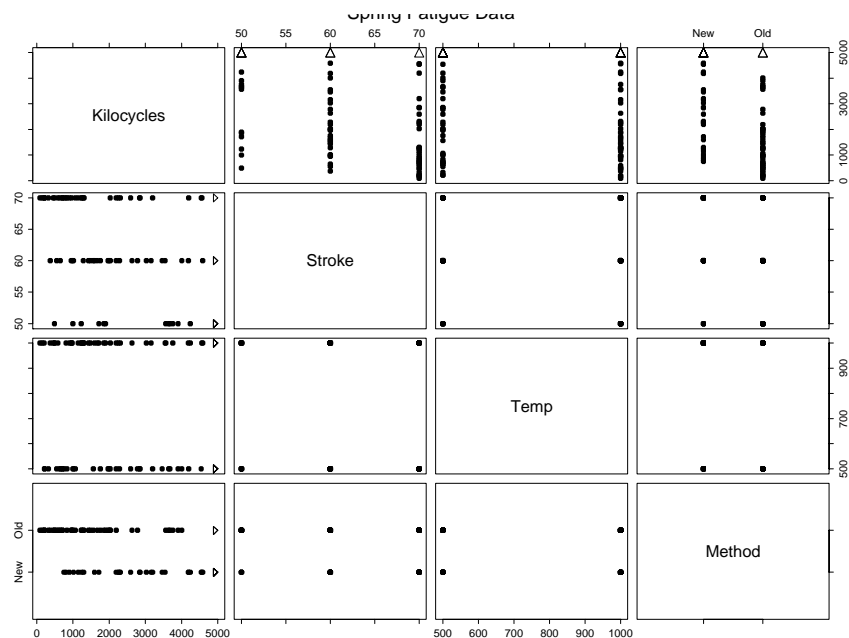 Spring Fatigue Data
50 55 60 65 70
New Old
Kilocycles
0 1000 3000 5000
50 55 60 65 70
Stroke
Temp
500 700 900
New Old
Method
0 1000 2000 3000 4000 5000
500 600 700 800 900 1000